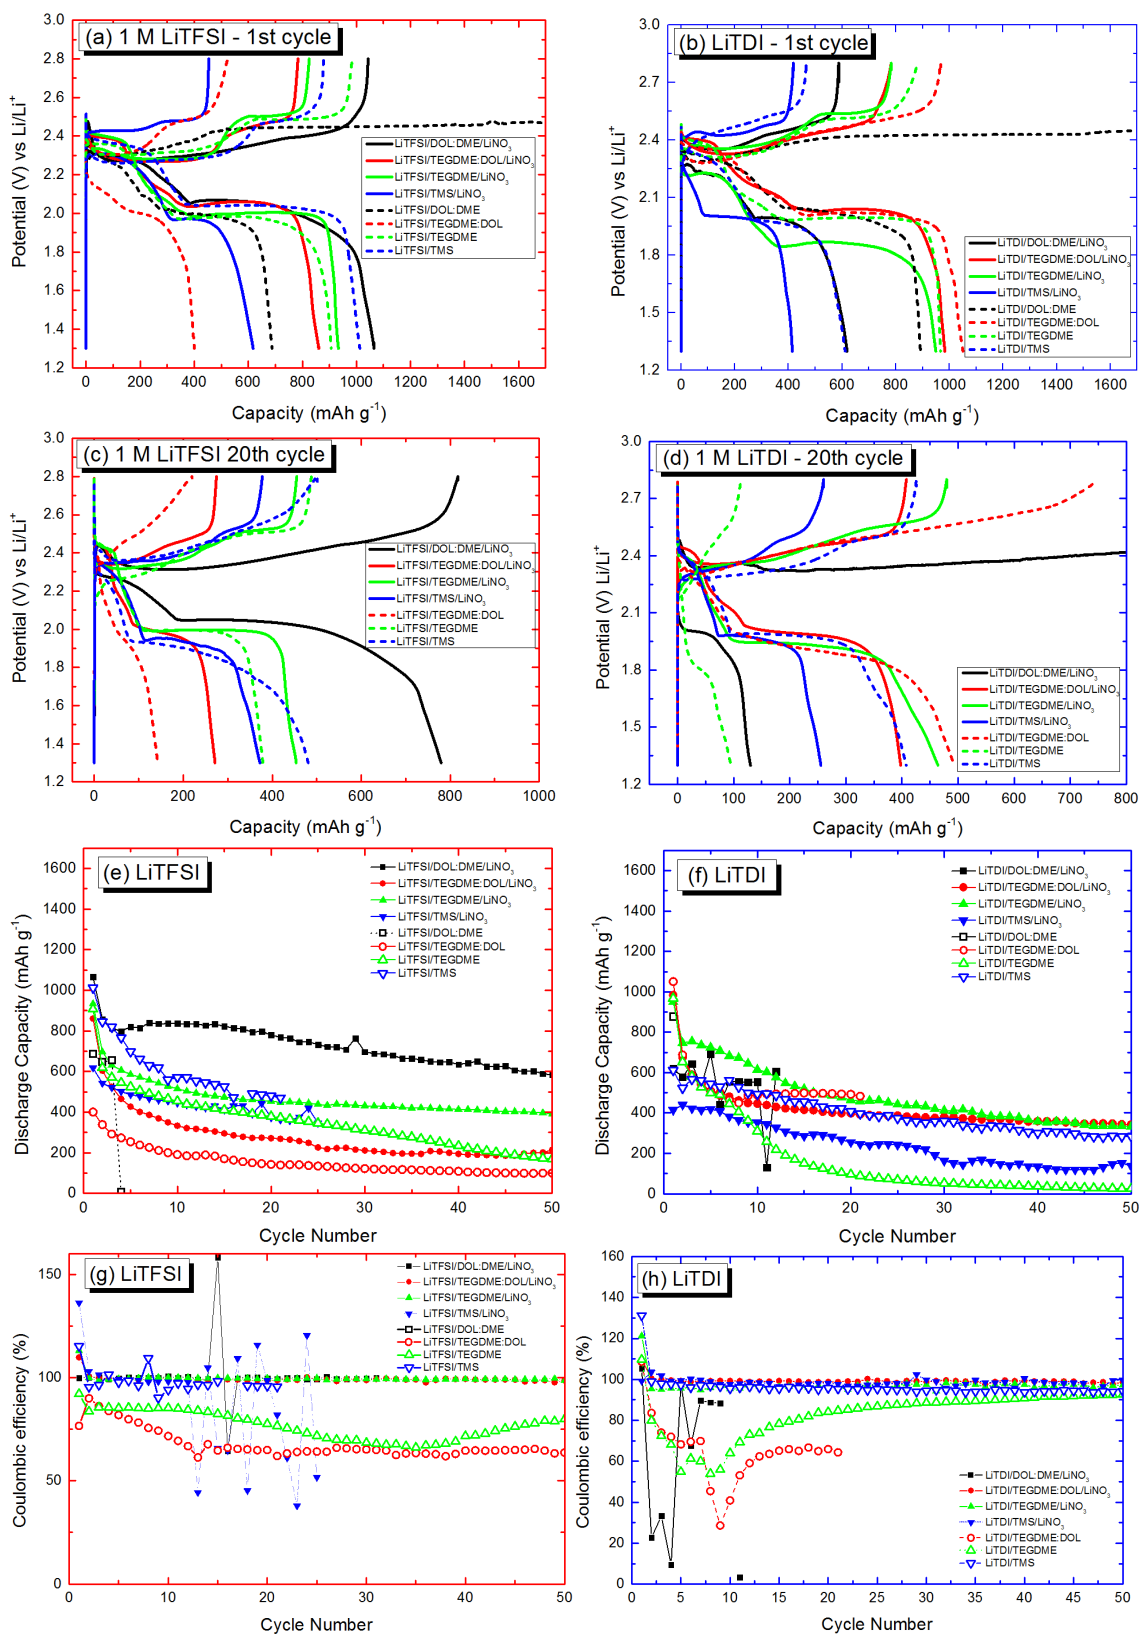 (a) 1 M LiTFSI - 1st cycle
3.0
2.8
2.6
2.4
2.2
2.0
1.8
1.6
1.4
1.2
Potential (V) vs Li/Li⁺
LiTFSI/DOL:DME/LiNO₃
LiTFSI/TEGDME:DOL/LiNO₃
LiTFSI/TEGDME/LiNO₃
LiTFSI/TMS/LiNO₃
LiTFSI/DOL:DME
LiTFSI/TEGDME:DOL
LiTFSI/TEGDME
LiTFSI/TMS
0 200 400 600 800 1000 1200 1400 1600
Capacity (mAh g⁻¹)
(b) LiTDI - 1st cycle
3.0
2.7
2.4
2.1
1.8
1.5
1.2
Potential (V) vs Li/Li⁺
LiTDI/DOL:DME/LiNO₃
LiTDI/TEGDME:DOL/LiNO₃
LiTDI/TEGDME/LiNO₃
LiTDI/TMS/LiNO₃
LiTDI/DOL:DME
LiTDI/TEGDME:DOL
LiTDI/TEGDME
LiTDI/TMS
0 200 400 600 800 1000 1200 1400 1600
Capacity (mAh g⁻¹)
(c) 1 M LiTFSI 20th cycle
3.0
2.8
2.6
2.4
2.2
2.0
1.8
1.6
1.4
1.2
Potential (V) vs Li/Li⁺
LiTFSI/DOL:DME/LiNO₃
LiTFSI/TEGDME:DOL/LiNO₃
LiTFSI/TEGDME/LiNO₃
LiTFSI/TMS/LiNO₃
LiTFSI/TEGDME:DOL
LiTFSI/TEGDME
LiTFSI/TMS
0 200 400 600 800 1000
Capacity (mAh g⁻¹)
(d) 1 M LiTDI - 20th cycle
3.0
2.7
2.4
2.1
1.8
1.5
1.2
Potential (V) Li/Li⁺
LiTDI/DOL:DME/LiNO₃
LiTDI/TEGDME:DOL/LiNO₃
LiTDI/TEGDME/LiNO₃
LiTDI/TMS/LiNO₃
LiTDI/TEGDME:DOL
LiTDI/TEGDME
LiTDI/TMS
0 100 200 300 400 500 600 700 800
Capacity (mAh g⁻¹)
(e) LiTFSI
1600
1400
1200
1000
800
600
400
200
0
Discharge Capacity (mAh g⁻¹)
LiTFSI/DOL:DME/LiNO₃
LiTFSI/TEGDME:DOL/LiNO₃
LiTFSI/TEGDME/LiNO₃
LiTFSI/TMS/LiNO₃
LiTFSI/DOL:DME
LiTFSI/TEGDME:DOL
LiTFSI/TEGDME
LiTFSI/TMS
0 10 20 30 40 50
Cycle Number
(f) LiTDI
1600
1400
1200
1000
800
600
400
200
0
Discharge Capacity (mAh g⁻¹)
LiTDI/DOL:DME/LiNO₃
LiTDI/TEGDME:DOL/LiNO₃
LiTDI/TEGDME/LiNO₃
LiTDI/TMS/LiNO₃
LiTDI/DOL:DME
LiTDI/TEGDME:DOL
LiTDI/TEGDME
LiTDI/TMS
0 10 20 30 40 50
Cycle Number
(g) LiTFSI
150
100
50
0
Coulombic efficiency (%)
LiTFSI/DOL:DME/LiNO₃
LiTFSI/TEGDME:DOL/LiNO₃
LiTFSI/TEGDME/LiNO₃
LiTFSI/TMS/LiNO₃
LiTFSI/DOL:DME
LiTFSI/TEGDME:DOL
LiTFSI/TEGDME
LiTFSI/TMS
0 10 20 30 40 50
Cycle Number
(h) LiTDI
160
140
120
100
80
60
40
20
0
Coulombic efficiency (%)
LiTDI/DOL:DME/LiNO₃
LiTDI/TEGDME:DOL/LiNO₃
LiTDI/TEGDME/LiNO₃
LiTDI/TMS/LiNO₃
LiTDI/TEGDME:DOL
LiTDI/TEGDME
LiTDI/TMS
0 5 10 15 20 25 30 35 40 45 50
Cycle Number